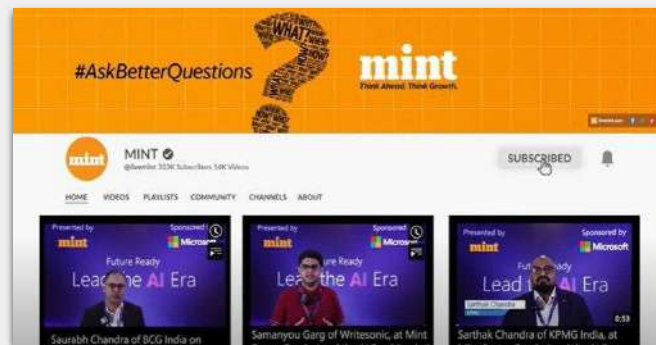 #AskBetterQuestions
WHAT?
mint
Think Ahead. Think Growth.
mint
MINT
SUBSCRIBED
HOME VIDEOS PLAYLISTS COMMUNITY CHANNELS ABOUT
Presented by
mint
Sponsored
Microsoft
Future Ready
Lead the AI Era
Saurabh Chandra of BCG India on
Presented by
mint
Sponsored
Microsoft
Future Ready
Lead the AI Era
Samanyou Garg of Writesonic, at Mint
Presented by
mint
Sponsored by
Microsoft
Future Ready
Lead the AI Era
Sarthak Chandra
0:53
Sarthak Chandra of KPMG India, at